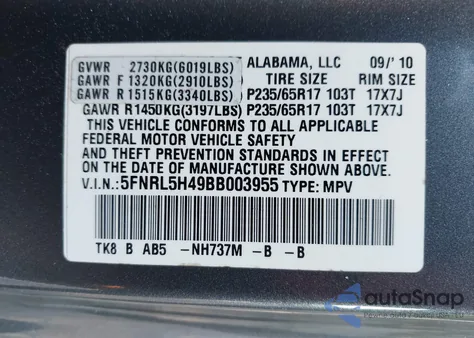 GVWR 2730KG(6019LBS) ALABAMA, LLC 09/'10
GAWR F 1320KG(2910LBS) TIRE SIZE RIM SIZE
GAWR R 1515KG(3340LBS) P235/65R17 103T 17X7J
GAWR R1450KG(3197LBS) P235/65R17 103T 17X7J
THIS VEHICLE CONFORMS TO ALL APPLICABLE
FEDERAL MOTOR VEHICLE SAFETY
AND THEFT PREVENTION STANDARDS IN EFFECT
ON THE DATE OF MANUFACTURE SHOWN ABOVE.
V.I.N.:5FNRL5H49BB003955 TYPE: MPV
TK8 B AB5 -NH737M -B -B
autoSnap